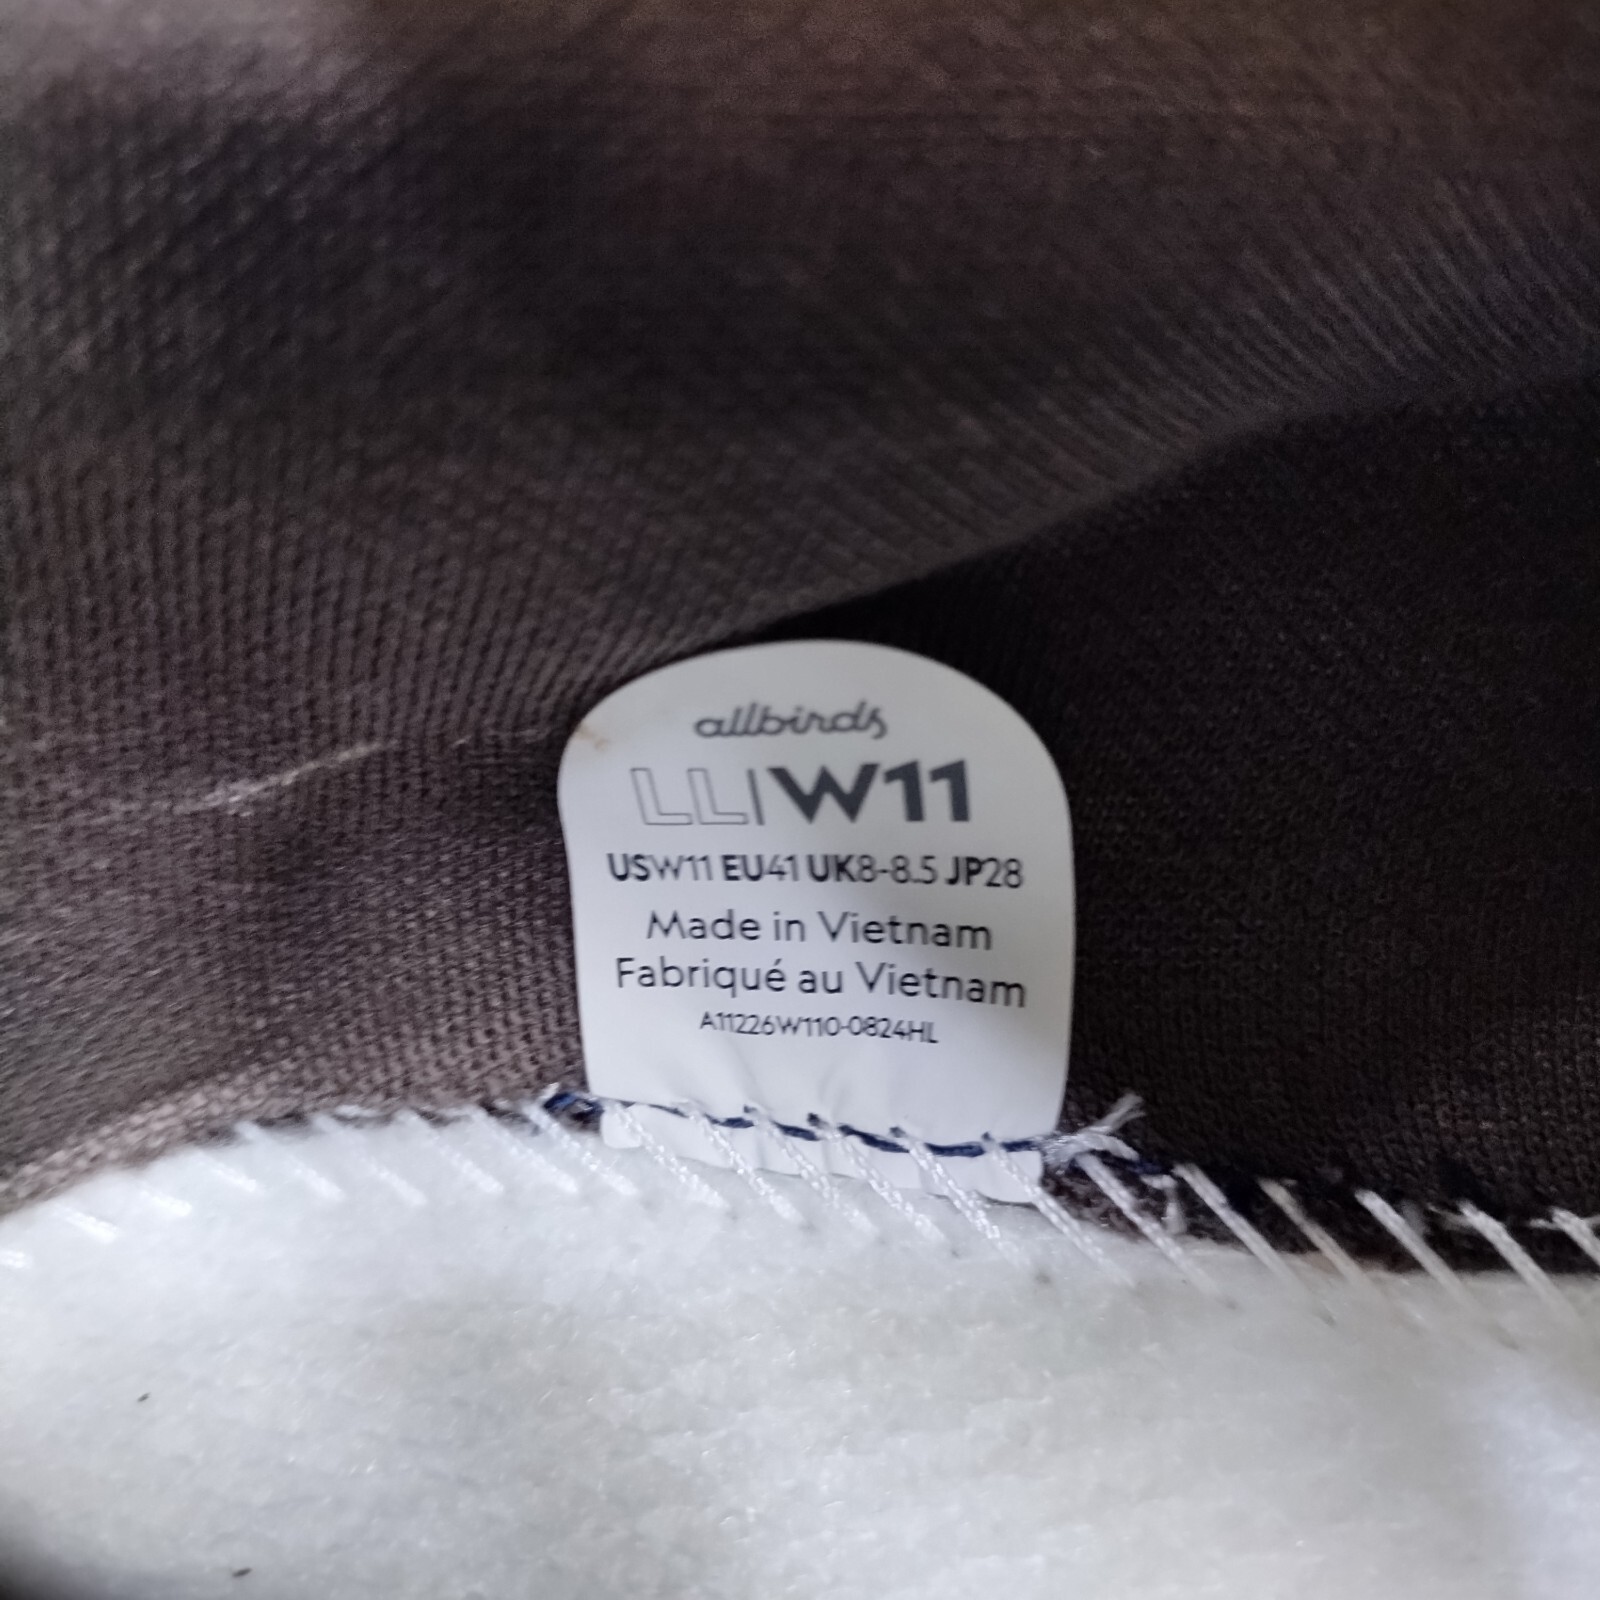 allbirds
LL|W11
USW11 EU41 UK8-8.5 JP28
Made in Vietnam
Fabriqué au Vietnam
A11226W110-0824HL